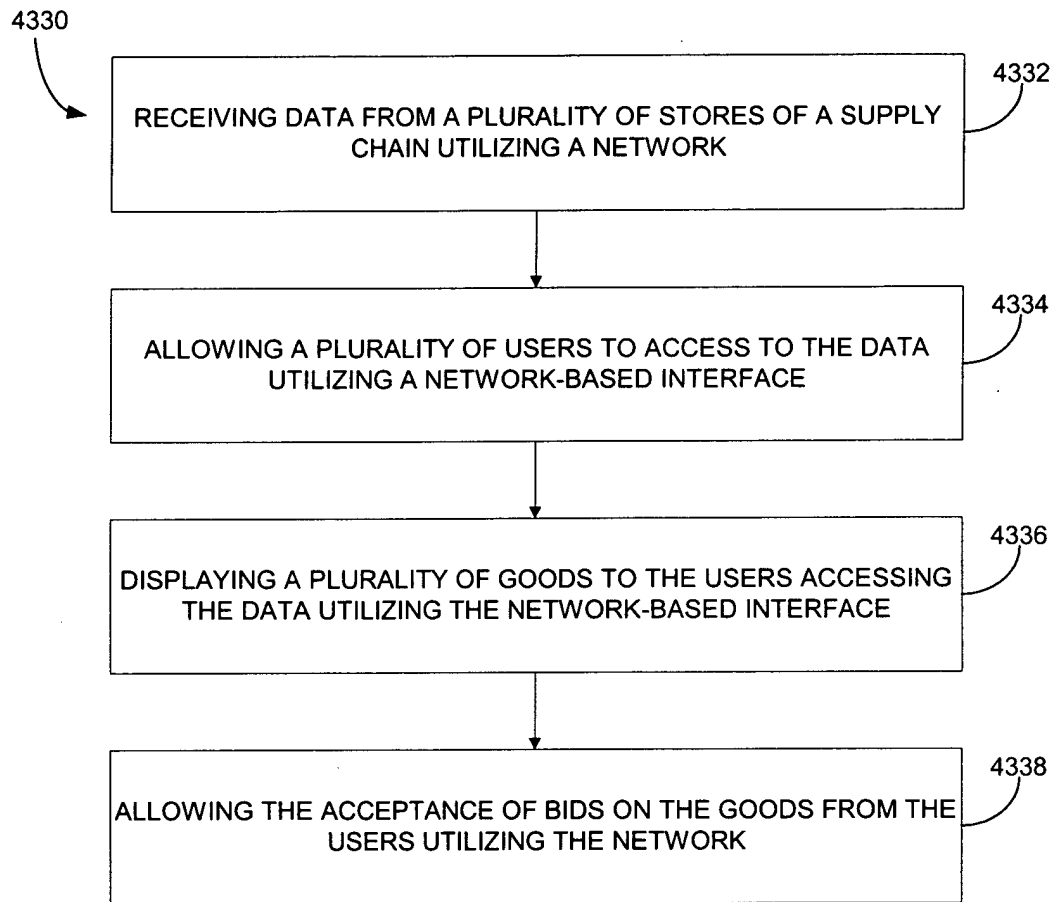 4330
4332
RECEIVING DATA FROM A PLURALITY OF STORES OF A SUPPLY
CHAIN UTILIZING A NETWORK
4334
ALLOWING A PLURALITY OF USERS TO ACCESS TO THE DATA
UTILIZING A NETWORK-BASED INTERFACE
4336
DISPLAYING A PLURALITY OF GOODS TO THE USERS ACCESSING
THE DATA UTILIZING THE NETWORK-BASED INTERFACE
4338
ALLOWING THE ACCEPTANCE OF BIDS ON THE GOODS FROM THE
USERS UTILIZING THE NETWORK